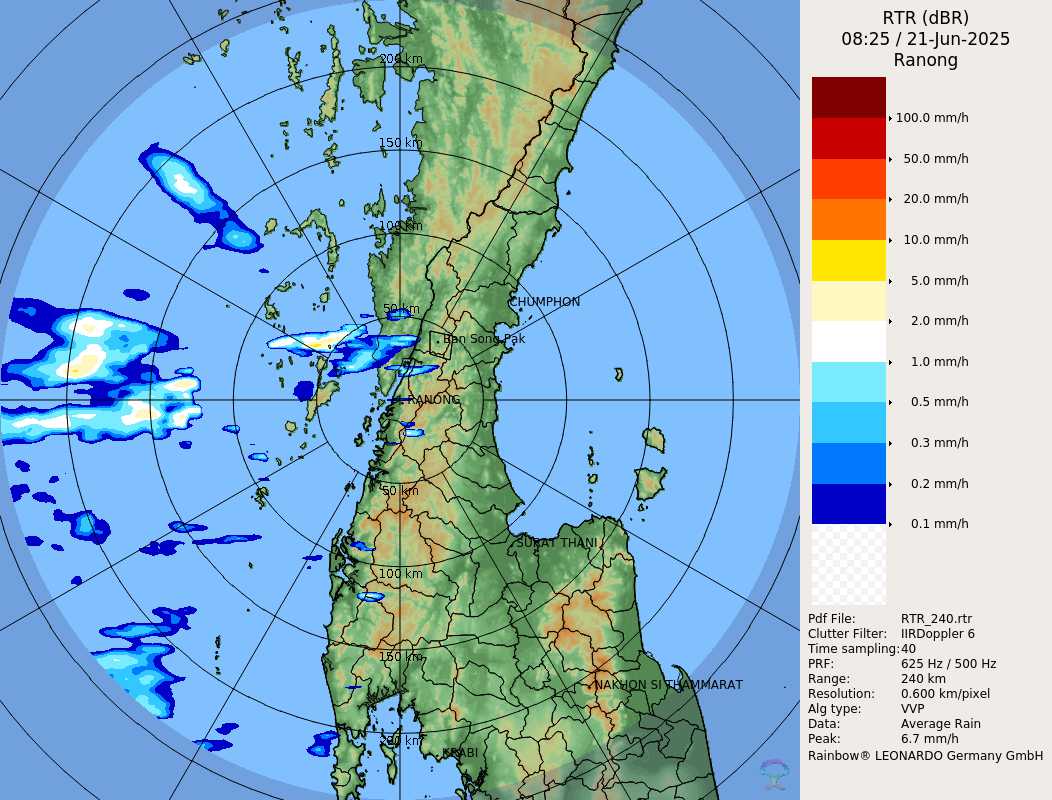 RTR (dBR)
08:25 / 21-Jun-2025
Ranong
100.0 mm/h
50.0 mm/h
20.0 mm/h
10.0 mm/h
5.0 mm/h
2.0 mm/h
1.0 mm/h
0.5 mm/h
0.3 mm/h
0.2 mm/h
0.1 mm/h
Pdf File: RTR_240.rtr
Clutter Filter: IIRDoppler 6
Time sampling:40
PRF: 625 Hz / 500 Hz
Range: 240 km
Resolution: 0.600 km/pixel
Alg type: VVP
Data: Average Rain
Peak: 6.7 mm/h
Rainbow® LEONARDO Germany GmbH
200 km
150 km
100 km
50 km
CHUMPHON
Ban Song Pak
RANONG
50 km
SURAT THANI
100 km
150 km
NAKHON SI THAMMARAT
200 km
KRABI